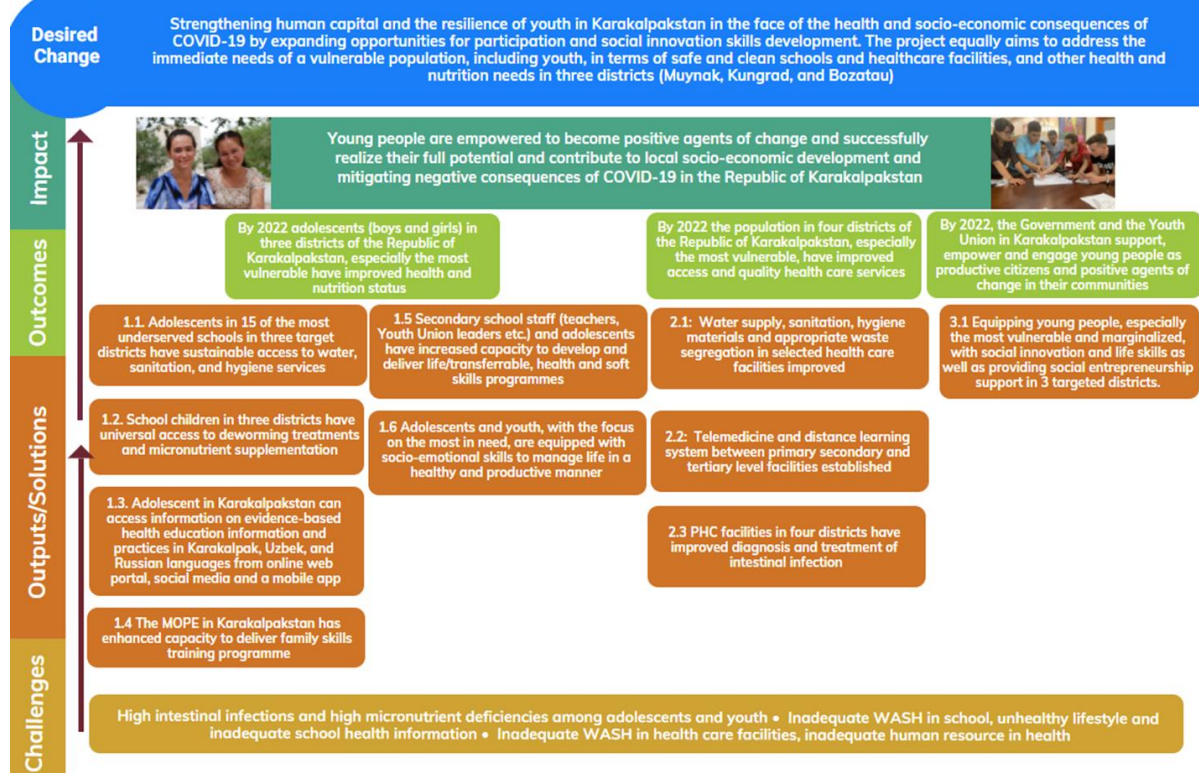 Desired
Change
Strengthening human capital and the resilience of youth in Karakalpakstan in the face of the health and socio-economic consequences of
COVID-19 by expanding opportunities for participation and social innovation skills development. The project equally aims to address the
immediate needs of a vulnerable population, including youth, in terms of safe and clean schools and healthcare facilities, and other health and
nutrition needs in three districts (Muynak, Kungrad, and Bozatau)
Impact
Young people are empowered to become positive agents of change and successfully
realize their full potential and contribute to local socio-economic development and
mitigating negative consequences of COVID-19 in the Republic of Karakalpakstan
Outcomes
By 2022 adolescents (boys and girls) in
three districts of the Republic of
Karakalpakstan, especially the most
vulnerable have improved health and
nutrition status
By 2022 the population in four districts of
the Republic of Karakalpakstan, especially
the most vulnerable, have improved
access and quality health care services
By 2022, the Government and the Youth
Union in Karakalpakstan support,
empower and engage young people as
productive citizens and positive agents of
change in their communities
Outputs/Solutions
1.1. Adolescents in 15 of the most
underserved schools in three target
districts have sustainable access to water,
sanitation, and hygiene services
1.2. School children in three districts have
universal access to deworming treatments
and micronutrient supplementation
1.3. Adolescent in Karakalpakstan can
access information on evidence-based
health education information and
practices in Karakalpak, Uzbek, and
Russian languages from online web
portal, social media and a mobile app
1.4 The MOPE in Karakalpakstan has
enhanced capacity to deliver family skills
training programme
1.5 Secondary school staff (teachers,
Youth Union leaders etc.) and adolescents
have increased capacity to develop and
deliver life/transferrable, health and soft
skills programmes
1.6 Adolescents and youth, with the focus
on the most in need, are equipped with
socio-emotional skills to manage life in a
healthy and productive manner
2.1: Water supply, sanitation, hygiene
materials and appropriate waste
segregation in selected health care
facilities improved
2.2: Telemedicine and distance learning
system between primary secondary and
tertiary level facilities established
2.3 PHC facilities in four districts have
improved diagnosis and treatment of
intestinal infection
3.1 Equipping young people, especially
the most vulnerable and marginalized,
with social innovation and life skills as
well as providing social entrepreneurship
support in 3 targeted districts.
Challenges
High intestinal infections and high micronutrient deficiencies among adolescents and youth • Inadequate WASH in school, unhealthy lifestyle and
inadequate school health information • Inadequate WASH in health care facilities, inadequate human resource in health